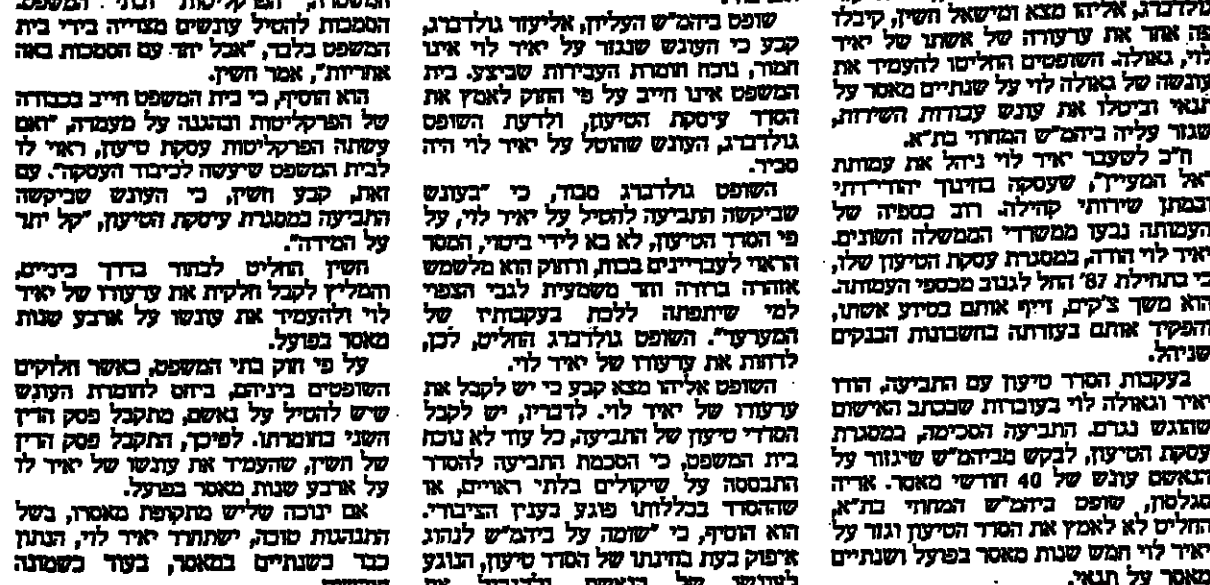 גולדברג, אליהו מצא ומישאל חשין, קיבלו
פה אחד את ערעורה של אשתו של יאיר
לוי, גאולה. השופטים החליטו להעמיד את
עונשה של גאולה לוי על שנתיים מאסר על
תנאי וביטלו את עונש עבודות השירות,
שגזר עליה ביהמ״ש המחוזי בת״א.
ח״כ לשעבר יאיר לוי ניהל את עמותת
״אל המעיין״, שעסקה בחינוך יהודי־דתי
ובמתן שירותי קהילה. רוב כספיה של
העמותה נבעו ממשרדי הממשלה השונים.
יאיר לוי הודה, במסגרת עסקת הטיעון שלו,
כי בתחילת 87׳ החל לגנוב מכספי העמותה.
הוא משך צ׳קים, זייף אותם בסיוע אשתו,
והפקיד אותם בעזרתה בחשבונות הבנקים
שניהל.
בעקבות הסדר טיעון עם התביעה, הודו
יאיר וגאולה לוי בעובדות שבכתב האישום
שהוגש נגדם. התביעה הסכימה, במסגרת
עסקת הטיעון, לבקש מביהמ״ש שיגזור על
הנאשם עונש של 40 חודשי מאסר. אריה
סגלסון, שופט ביהמ״ש המחוזי בת״א,
החליט לא לאמץ את הסדר הטיעון וגזר על
יאיר לוי חמש שנות מאסר בפועל ושנתיים
מאסר על תנאי.
שופט ביהמ״ש העליון, אליעזר גולדברג,
קבע כי העונש שנגזר על יאיר לוי אינו
חמור, נוכח חומרת העבירות שביצע. בית
המשפט אינו חייב על פי החוק לאמץ את
הסדר עיסקת הטיעון, ולדעת השופט
גולדברג, העונש שהוטל על יאיר לוי היה
סביר.
השופט גולדברג סבור, כי ״בעונש
שביקשה התביעה להטיל על יאיר לוי, על
פי הסדר הטיעון, לא בא לידי ביטוי, המסר
הראוי לעבריינים בכוח, ורחוק הוא מלשמש
אזהרה ברורה וחד משמעית לגבי הצפוי
למי שיתפתה ללכת בעקבותיו של
המערער״. השופט גולדברג החליט, לכן,
לדחות את ערעורו של יאיר לוי.
השופט אליהו מצא קבע כי יש לקבל את
ערעורו של יאיר לוי. לדבריו, יש לקבל
הסדרי טיעון של התביעה, כל עוד לא נוכח
בית המשפט, כי הסכמת התביעה להסדר
התבססה על שיקולים בלתי ראויים, או
שההסדר בכללותו פוגע בענין הציבורי.
הוא הוסיף, כי ״שומה על ביהמ״ש לנהוג
איפוק בעת בחינתו של הסדר טיעון, הנוגע
המשטרה, הפרקליטות ובתי המשפט.
הסמכות להטיל עונשים מצוייה בידי בית
המשפט בלבד, ״אבל יחד עם הסמכות באה
אחריות״, אמר חשין.
הוא הוסיף, כי בית המשפט חייב בכבודה
של הפרקליטות ובהגנה על מעמדה, ״ואם
עשתה הפרקליטות עסקת טיעון, ראוי לו
לבית המשפט שיעשה לכיבוד העסקה״. עם
זאת, קבע חשין, כי העונש שביקשה
התביעה במסגרת עיסקת הטיעון, ״קל יתר
על המידה״.
חשין החליט לבחור בדרך ביניים,
והמליץ לקבל חלקית את ערעורו של יאיר
לוי ולהעמיד את עונשו על ארבע שנות
מאסר בפועל.
על פי חוק בתי המשפט, כאשר חלוקים
השופטים ביניהם, ביחס לחומרת העונש
שיש להטיל על נאשם, מתקבל פסק הדין
השני בחומרתו. לפיכך, התקבל פסק הדין
של חשין, שהעמיד את עונשו של יאיר לוי
על ארבע שנות מאסר בפועל.
אם ינוכה שליש מתקופת מאסרו, בשל
התנהגות טובה, ישתחרר יאיר לוי, הנתון
כבר כשנתיים במאסר, בעוד כשמונה